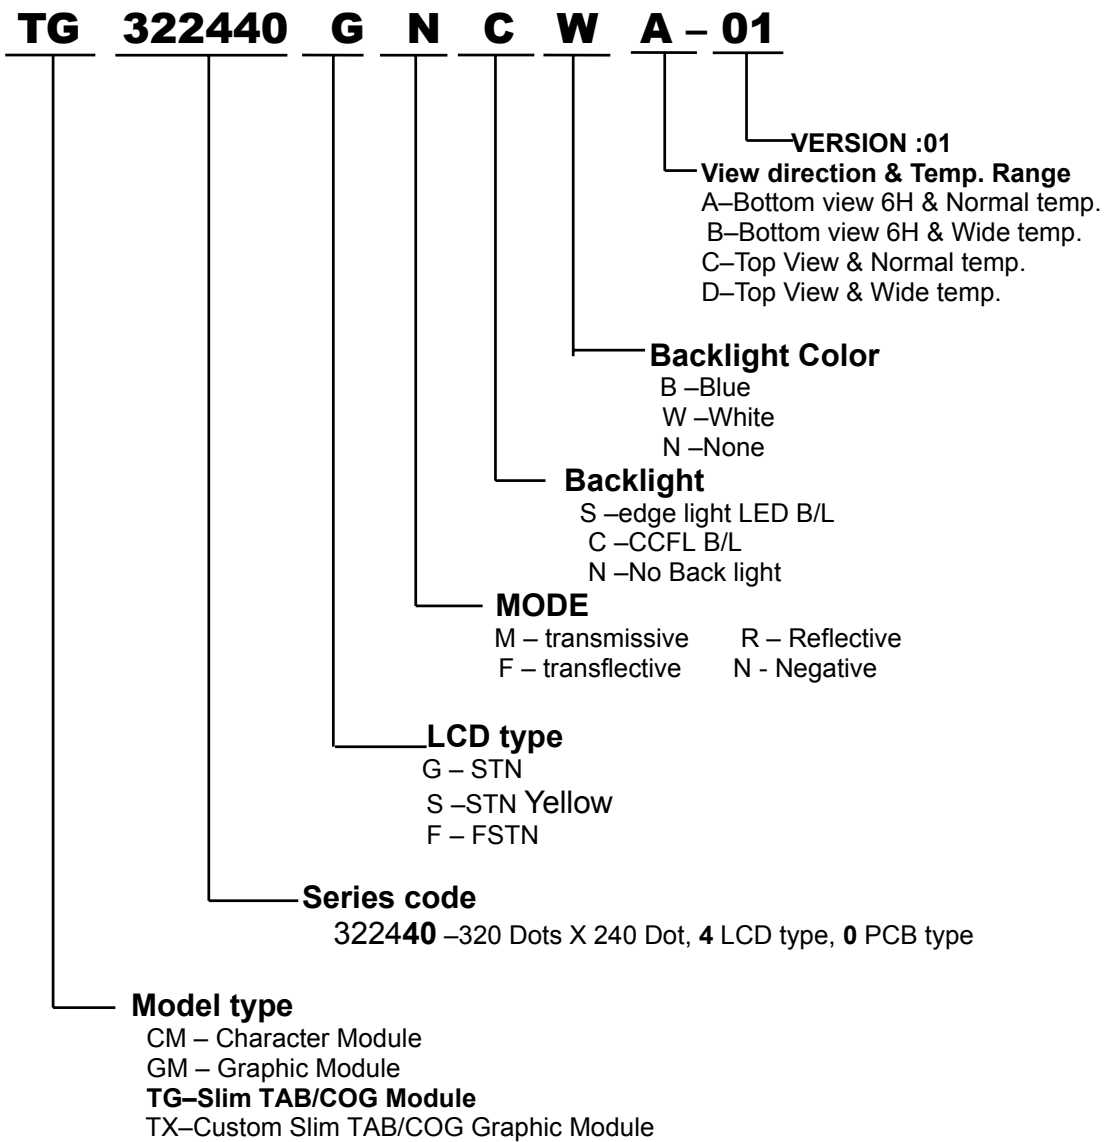 TG 322440 G N C W A – 01
VERSION :01
View direction & Temp. Range
A–Bottom view 6H & Normal temp.
B–Bottom view 6H & Wide temp.
C–Top View & Normal temp.
D–Top View & Wide temp.
Backlight Color
B –Blue
W –White
N –None
Backlight
S –edge light LED B/L
C –CCFL B/L
N –No Back light
MODE
M – transmissive R – Reflective
F – transflective N - Negative
LCD type
G – STN
S –STN Yellow
F – FSTN
Series code
322440 –320 Dots X 240 Dot, 4 LCD type, 0 PCB type
Model type
CM – Character Module
GM – Graphic Module
TG–Slim TAB/COG Module
TX–Custom Slim TAB/COG Graphic Module